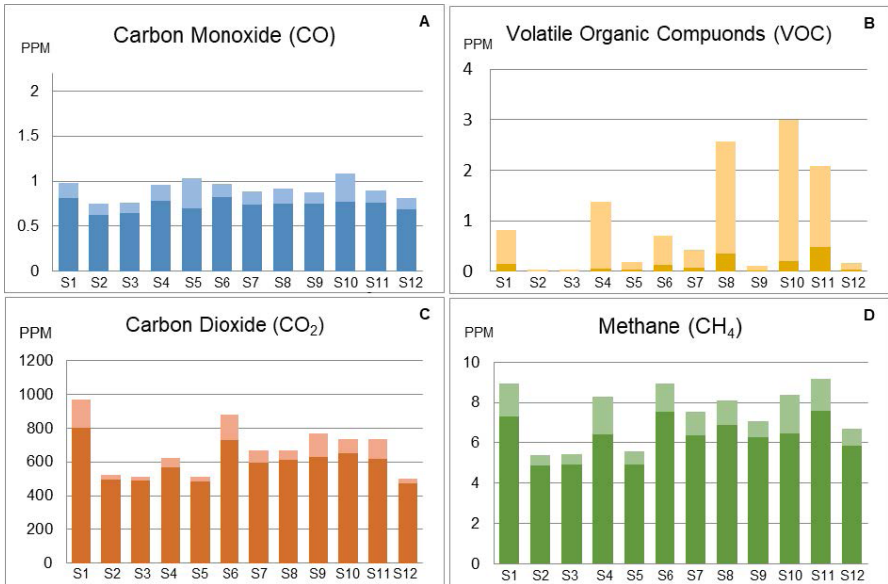 A
Carbon Monoxide (CO)
PPM
2
1.5
1
0.5
0
S1 S2 S3 S4 S5 S6 S7 S8 S9 S10 S11 S12
B
Volatile Organic Compuonds (VOC)
PPM
4
3
2
1
0
S1 S2 S3 S4 S5 S6 S7 S8 S9 S10 S11 S12
C
Carbon Dioxide (CO₂)
PPM
1200
1000
800
600
400
200
0
S1 S2 S3 S4 S5 S6 S7 S8 S9 S10 S11 S12
D
Methane (CH₄)
PPM
10
8
6
4
2
0
S1 S2 S3 S4 S5 S6 S7 S8 S9 S10 S11 S12